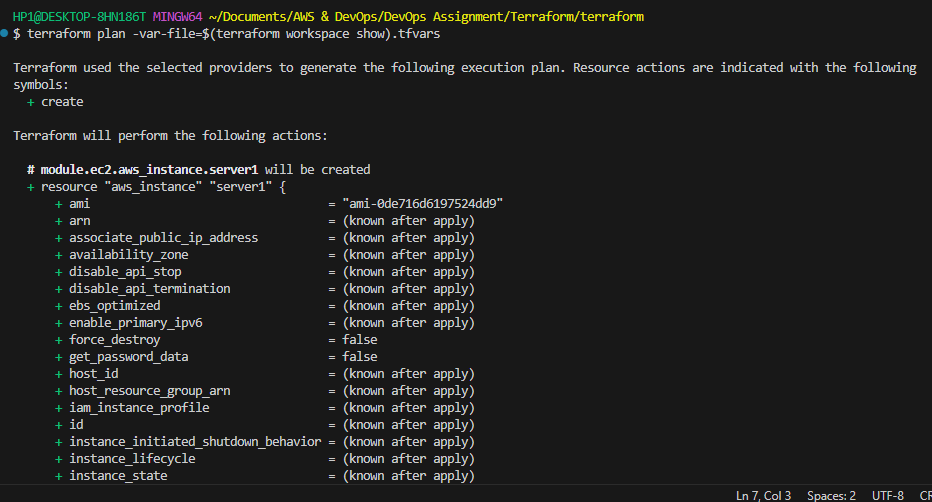 HP1@DESKTOP-8HN186T MINGW64 ~/Documents/AWS & DevOps/DevOps Assignment/Terraform/terraform
$ terraform plan -var-file=$(terraform workspace show).tfvars
Terraform used the selected providers to generate the following execution plan. Resource actions are indicated with the following
symbols:
+ create
Terraform will perform the following actions:
# module.ec2.aws_instance.server1 will be created
+ resource "aws_instance" "server1" {
+ ami = "ami-0de716d6197524dd9"
+ arn = (known after apply)
+ associate_public_ip_address = (known after apply)
+ availability_zone = (known after apply)
+ disable_api_stop = (known after apply)
+ disable_api_termination = (known after apply)
+ ebs_optimized = (known after apply)
+ enable_primary_ipv6 = (known after apply)
+ force_destroy = false
+ get_password_data = false
+ host_id = (known after apply)
+ host_resource_group_arn = (known after apply)
+ iam_instance_profile = (known after apply)
+ id = (known after apply)
+ instance_initiated_shutdown_behavior = (known after apply)
+ instance_lifecycle = (known after apply)
+ instance_state = (known after apply)
Ln 7, Col 3 Spaces: 2 UTF-8